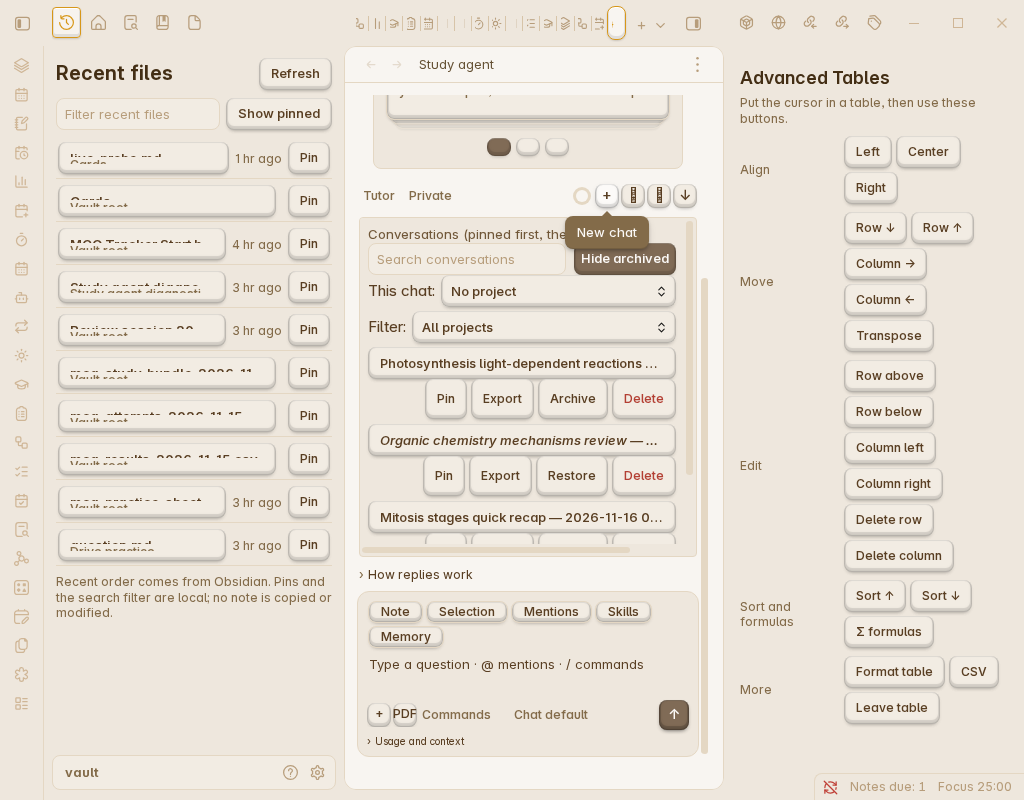 Recent files
Refresh
Show pinned
Filter recent files
1 hr ago Pin
Pin
4 hr ago Pin
3 hr ago Pin
3 hr ago Pin
Pin
Pin
Pin
3 hr ago Pin
3 hr ago Pin
Recent order comes from Obsidian. Pins and
the search filter are local; no note is copied or
modified.
vault
Study agent
Tutor Private
+
New chat
Conversations (pinned first, the
Search conversations
Hide archived
This chat: No project
Filter: All projects
Photosynthesis light-dependent reactions …
Pin Export Archive Delete
Organic chemistry mechanisms review — …
Pin Export Restore Delete
Mitosis stages quick recap — 2026-11-16 0…
› How replies work
Note Selection Mentions Skills
Memory
Type a question · @ mentions · / commands
+ PDF Commands Chat default
› Usage and context
Advanced Tables
Put the cursor in a table, then use these
buttons.
Align
Left Center
Right
Move
Row ↓ Row ↑
Column →
Column ←
Transpose
Edit
Row above
Row below
Column left
Column right
Delete row
Delete column
Sort and
formulas
Sort ↑ Sort ↓
Σ formulas
More
Format table CSV
Leave table
Notes due: 1 Focus 25:00